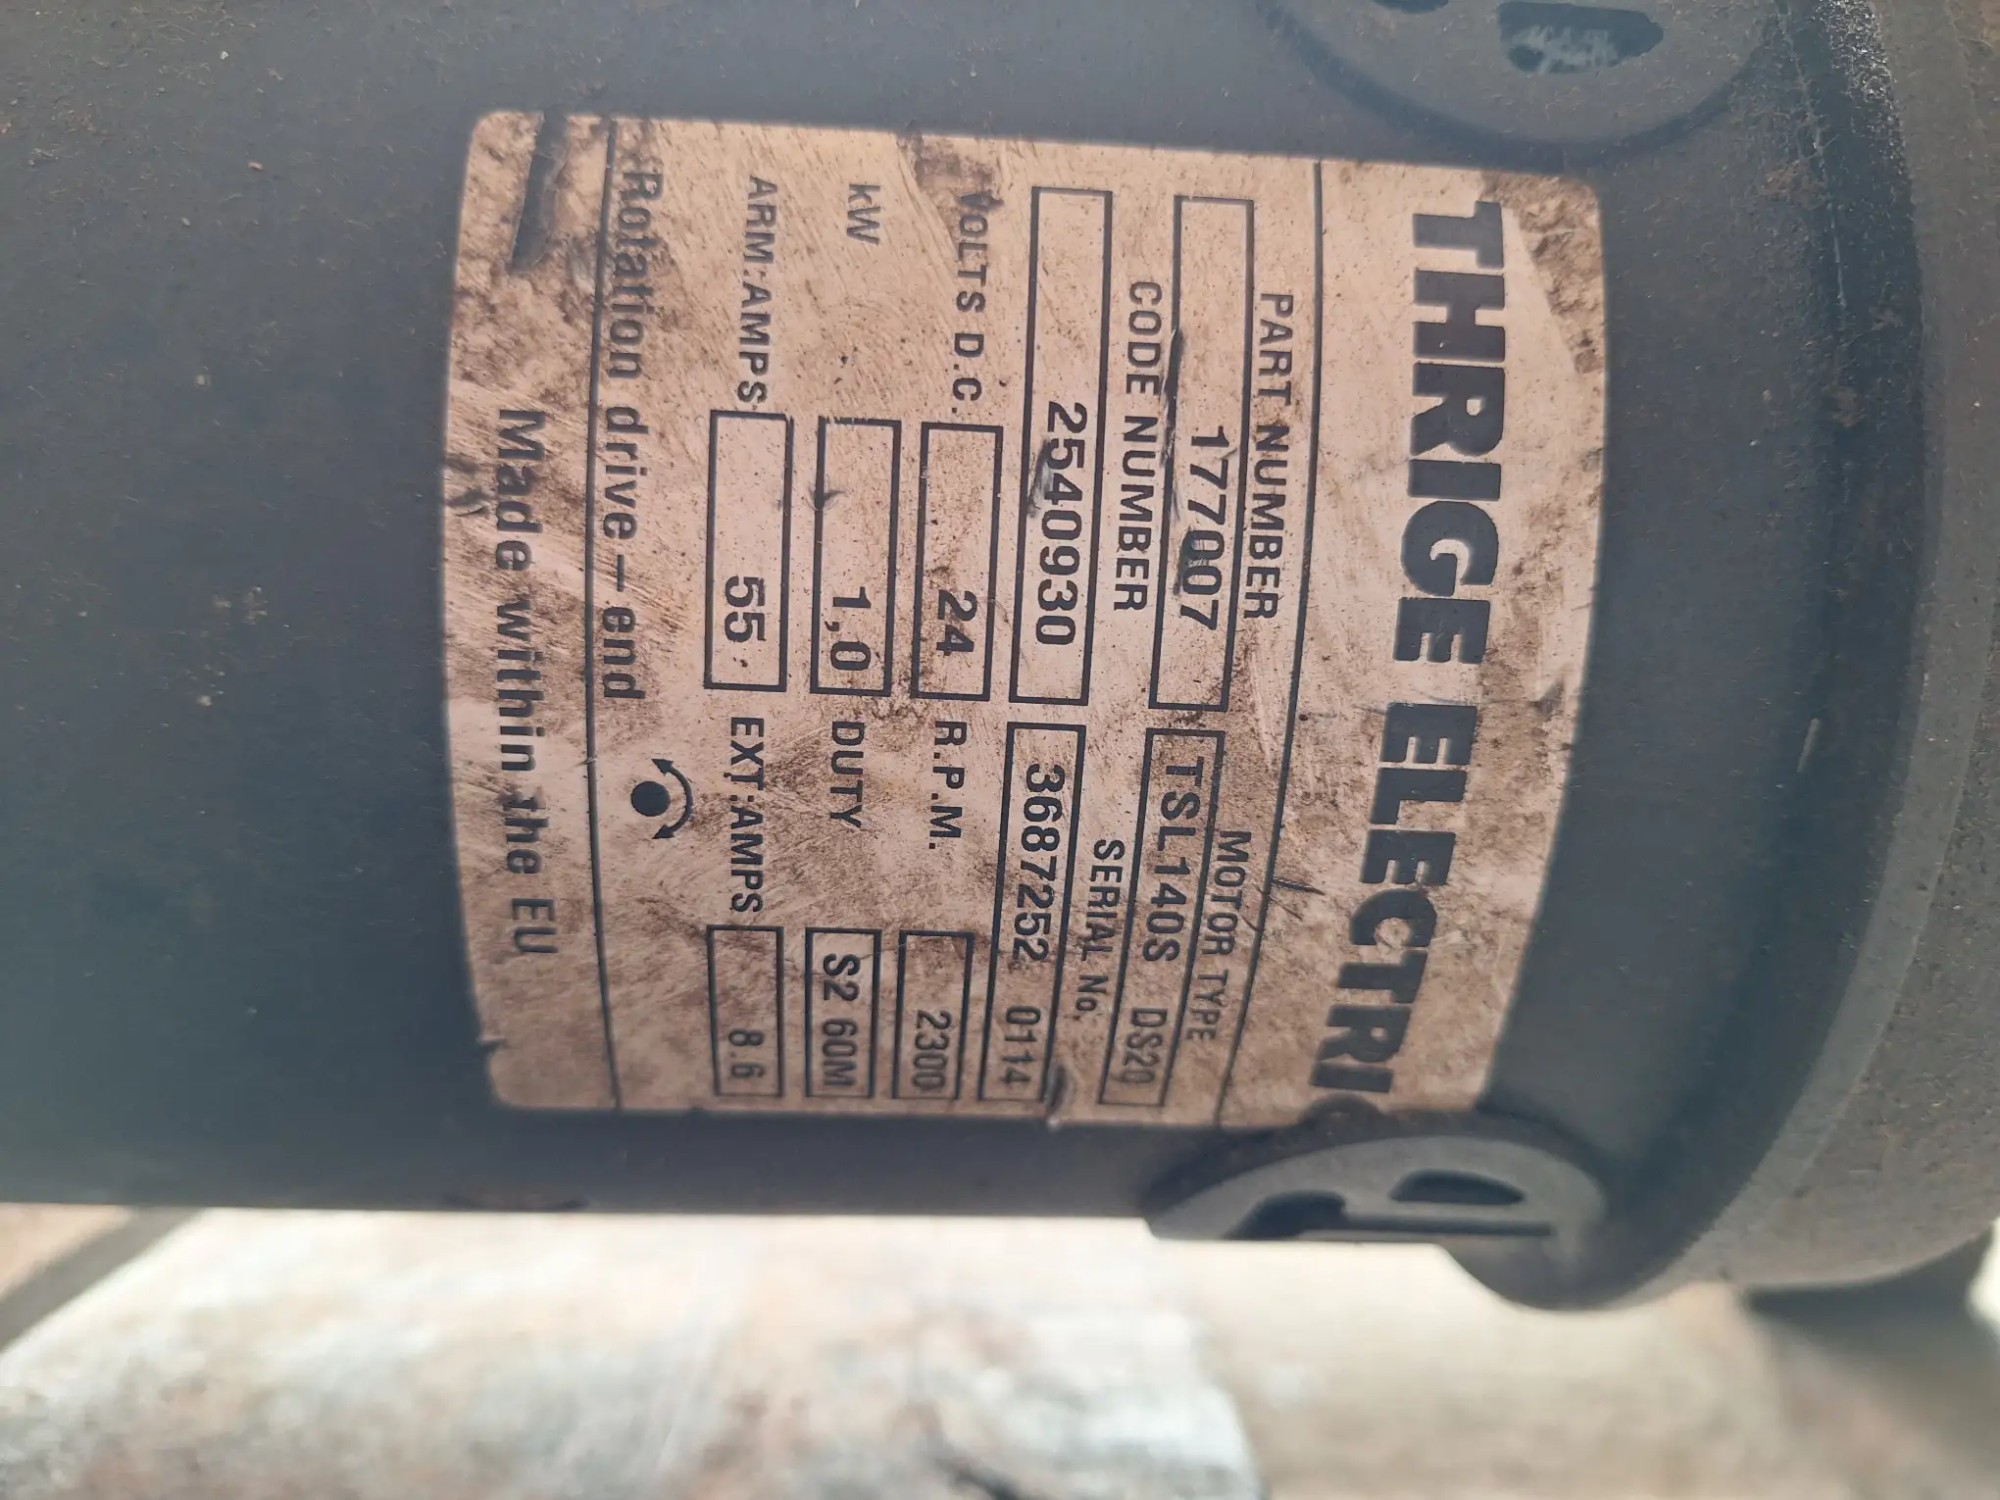 THRIGE ELECTRIC
PART NUMBER MOTOR TYPE
177007 TSL140S DS20
CODE NUMBER SERIAL No.
2540930 3687252 0114
VOLTS D.C. 24 R.P.M. 2300
kW 1,0 DUTY S2 60M
ARM:AMPS 55 EXT:AMPS 8.6
Rotation drive-end
Made within the EU